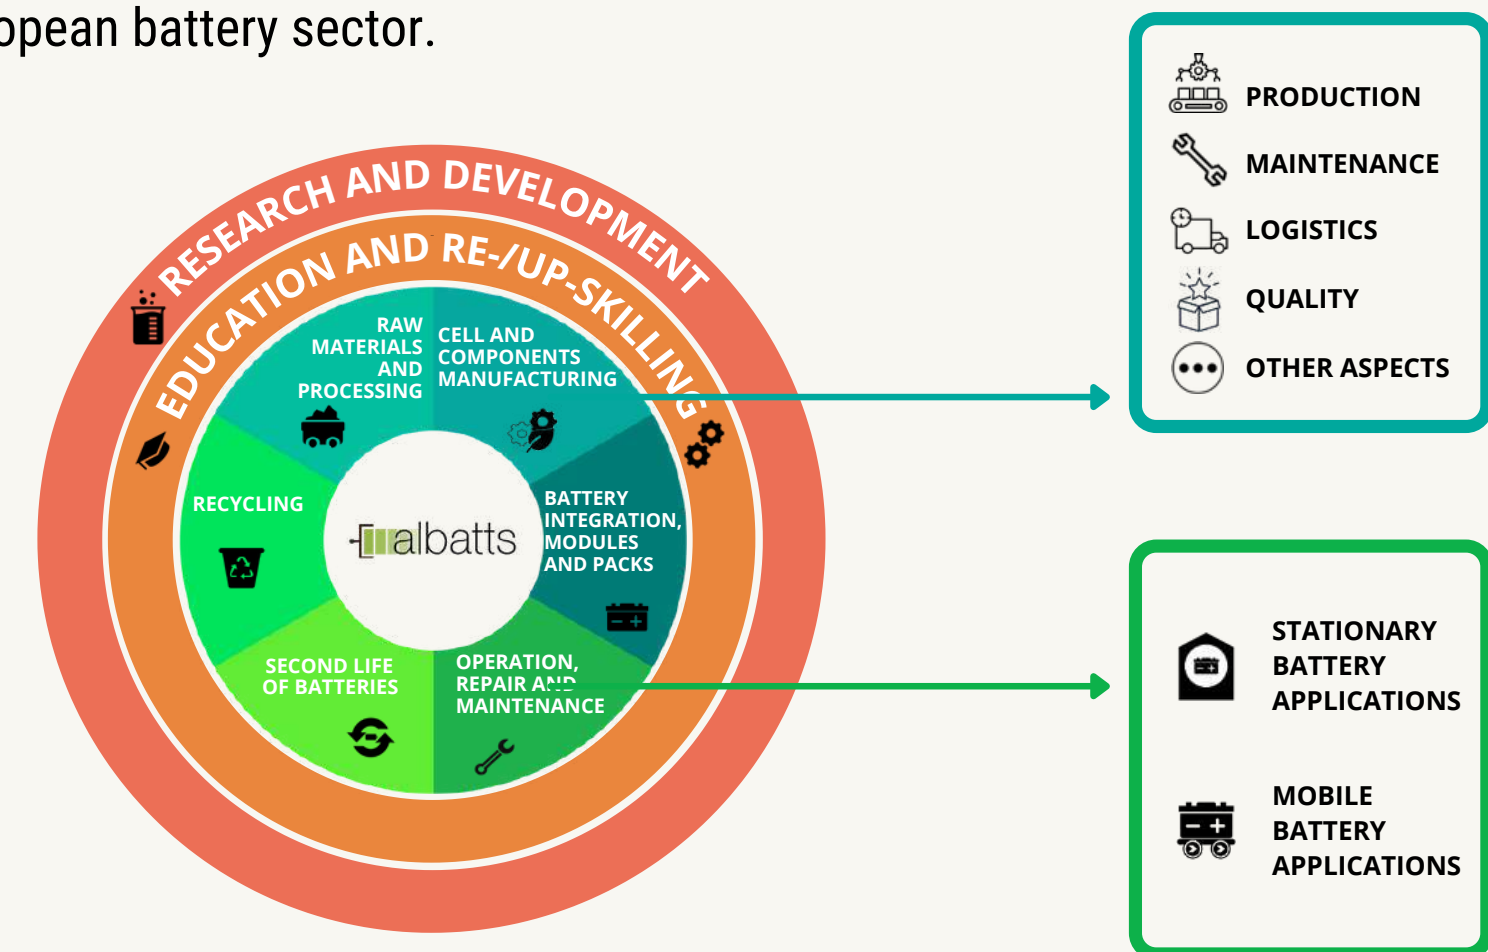 opean battery sector.
RESEARCH AND DEVELOPMENT
EDUCATION AND RE-/UP-SKILLING
RAW
MATERIALS
AND
PROCESSING
CELL AND
COMPONENTS
MANUFACTURING
BATTERY
INTEGRATION,
MODULES
AND PACKS
OPERATION,
REPAIR AND
MAINTENANCE
SECOND LIFE
OF BATTERIES
RECYCLING
albatts
PRODUCTION
MAINTENANCE
LOGISTICS
QUALITY
OTHER ASPECTS
STATIONARY
BATTERY
APPLICATIONS
MOBILE
BATTERY
APPLICATIONS